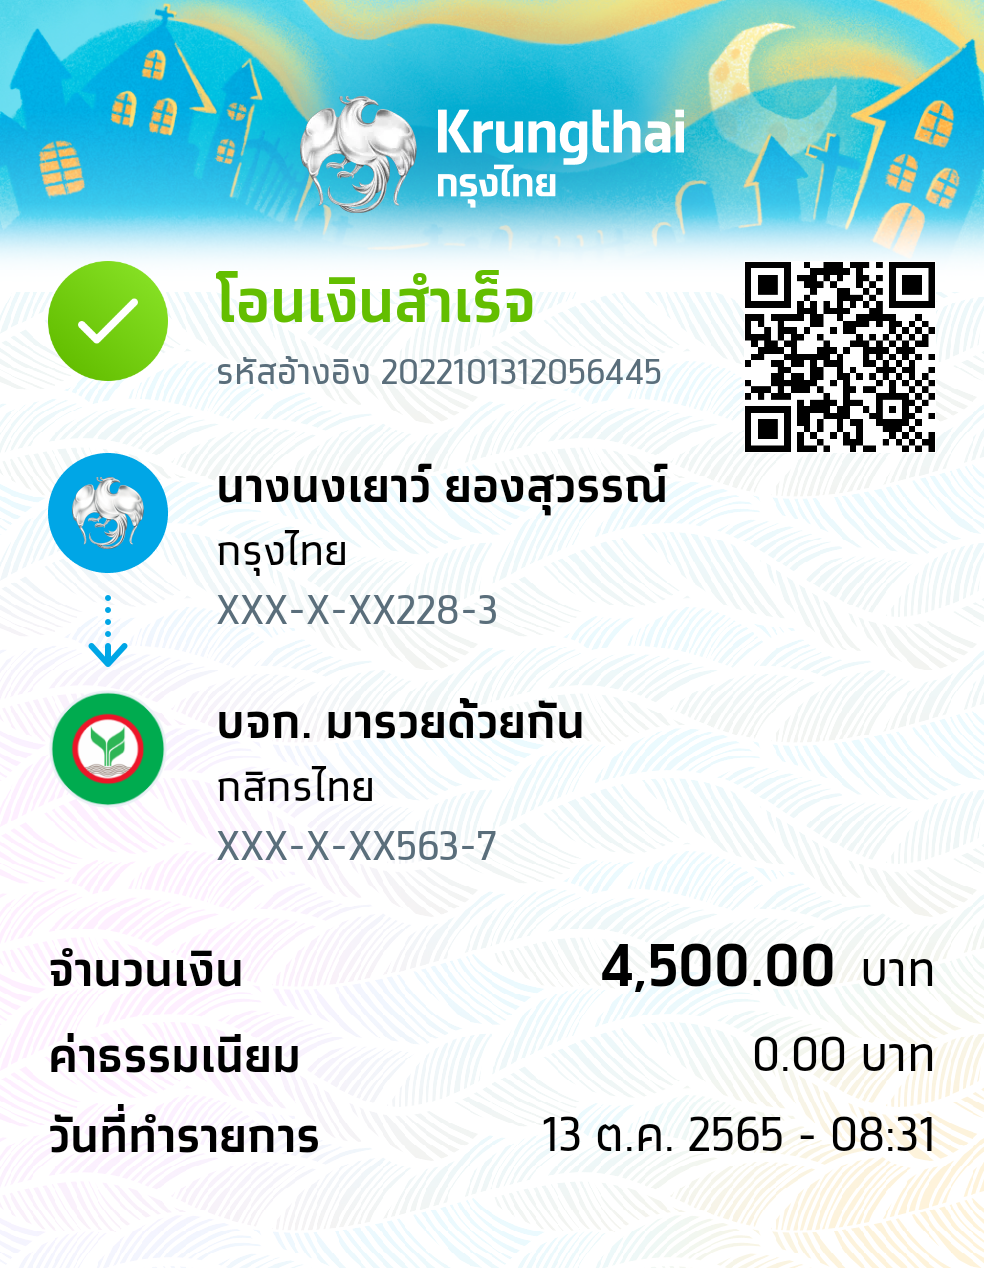 Krungthai
กรุงไทย
โอนเงินสำเร็จ
รหัสอ้างอิง 2022101312056445
นางนงเยาว์ ยองสุวรรณ์
กรุงไทย
XXX-X-XX228-3
บจก. มารวยด้วยกัน
กสิกรไทย
XXX-X-XX563-7
จำนวนเงิน 4,500.00 บาท
ค่าธรรมเนียม 0.00 บาท
วันที่ทำรายการ 13 ต.ค. 2565 - 08:31